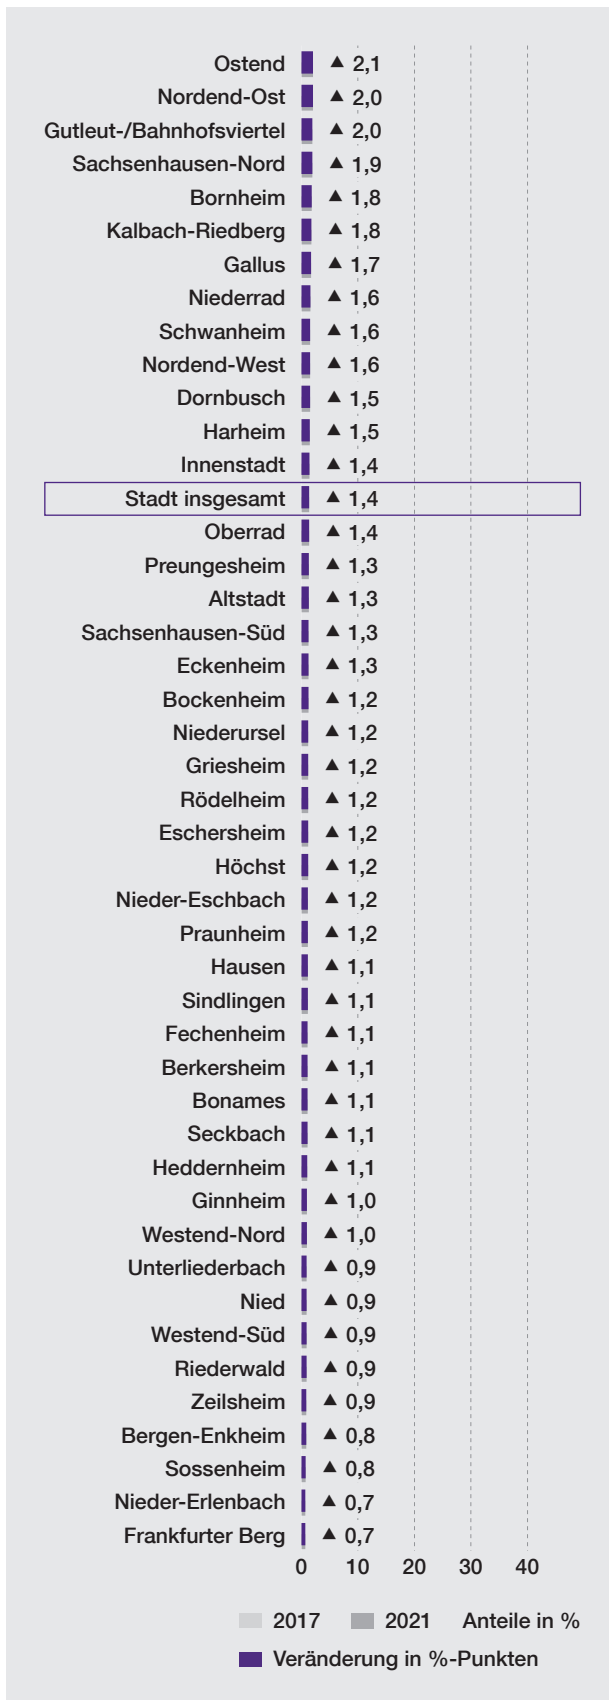 Ostend ▲ 2,1
Nordend-Ost ▲ 2,0
Gutleut-/Bahnhofsviertel ▲ 2,0
Sachsenhausen-Nord ▲ 1,9
Bornheim ▲ 1,8
Kalbach-Riedberg ▲ 1,8
Gallus ▲ 1,7
Niederrad ▲ 1,6
Schwanheim ▲ 1,6
Nordend-West ▲ 1,6
Dornbusch ▲ 1,5
Harheim ▲ 1,5
Innenstadt ▲ 1,4
Stadt insgesamt ▲ 1,4
Oberrad ▲ 1,4
Preungesheim ▲ 1,3
Altstadt ▲ 1,3
Sachsenhausen-Süd ▲ 1,3
Eckenheim ▲ 1,3
Bockenheim ▲ 1,2
Niederursel ▲ 1,2
Griesheim ▲ 1,2
Rödelheim ▲ 1,2
Eschersheim ▲ 1,2
Höchst ▲ 1,2
Nieder-Eschbach ▲ 1,2
Praunheim ▲ 1,2
Hausen ▲ 1,1
Sindlingen ▲ 1,1
Fechenheim ▲ 1,1
Berkersheim ▲ 1,1
Bonames ▲ 1,1
Seckbach ▲ 1,1
Heddernheim ▲ 1,1
Ginnheim ▲ 1,0
Westend-Nord ▲ 1,0
Unterliederbach ▲ 0,9
Nied ▲ 0,9
Westend-Süd ▲ 0,9
Riederwald ▲ 0,9
Zeilsheim ▲ 0,9
Bergen-Enkheim ▲ 0,8
Sossenheim ▲ 0,8
Nieder-Erlenbach ▲ 0,7
Frankfurter Berg ▲ 0,7
0 10 20 30 40
2017 2021 Anteile in %
Veränderung in %-Punkten